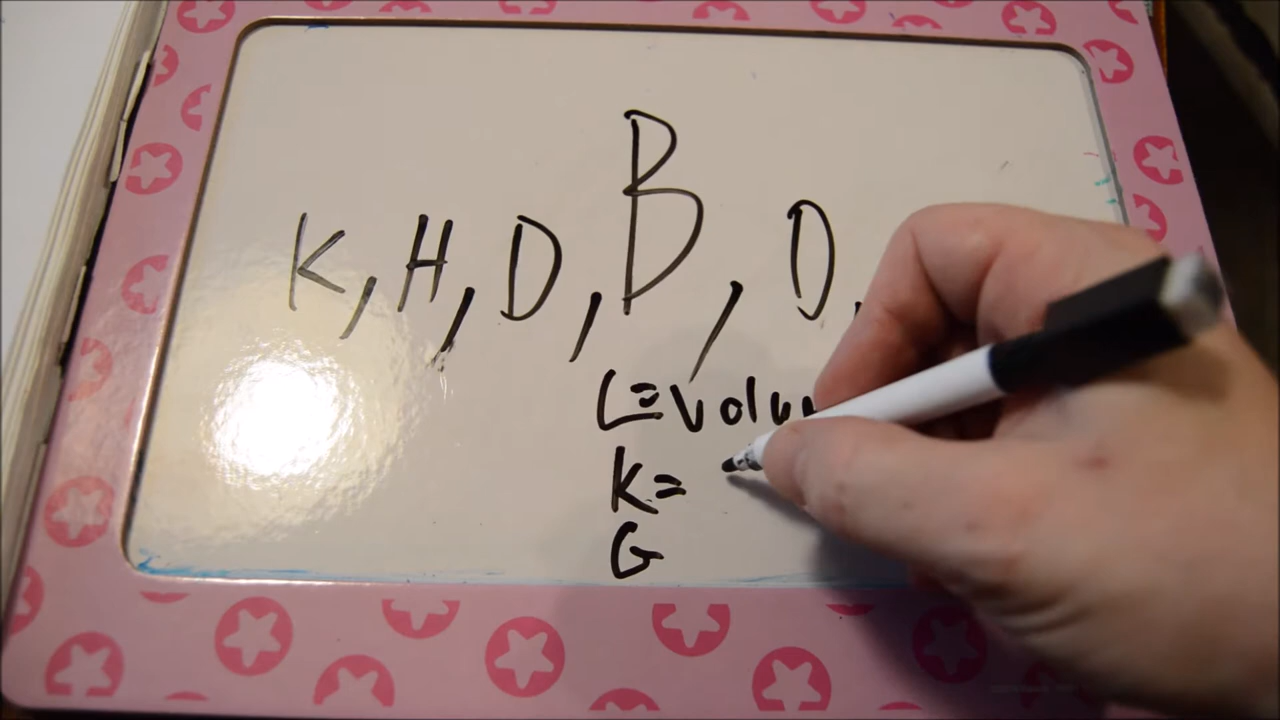 K, H, D, B, D,
L=volu
K=
G